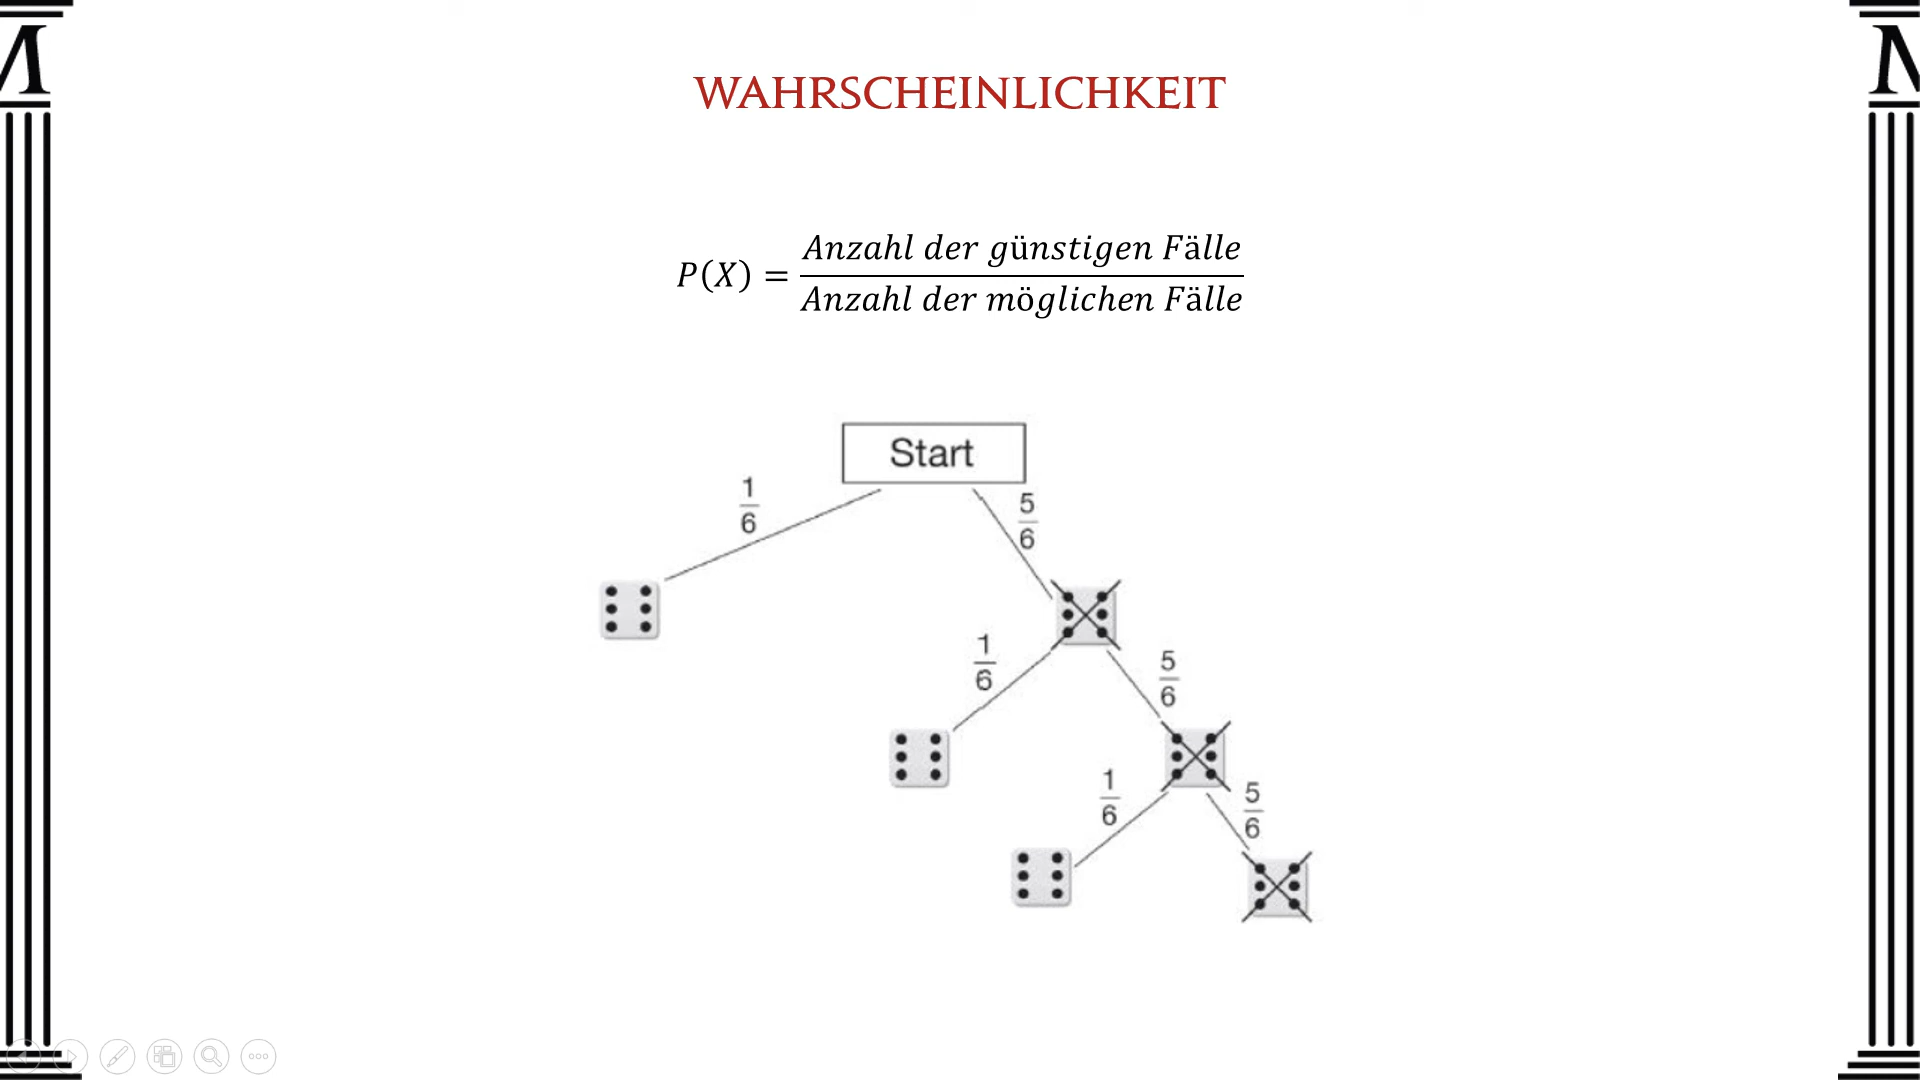 M
M
WAHRSCHEINLICHKEIT
P(X) = Anzahl der günstigen Fälle / Anzahl der möglichen Fälle
Start
1/6
5/6
1/6
5/6
1/6
5/6